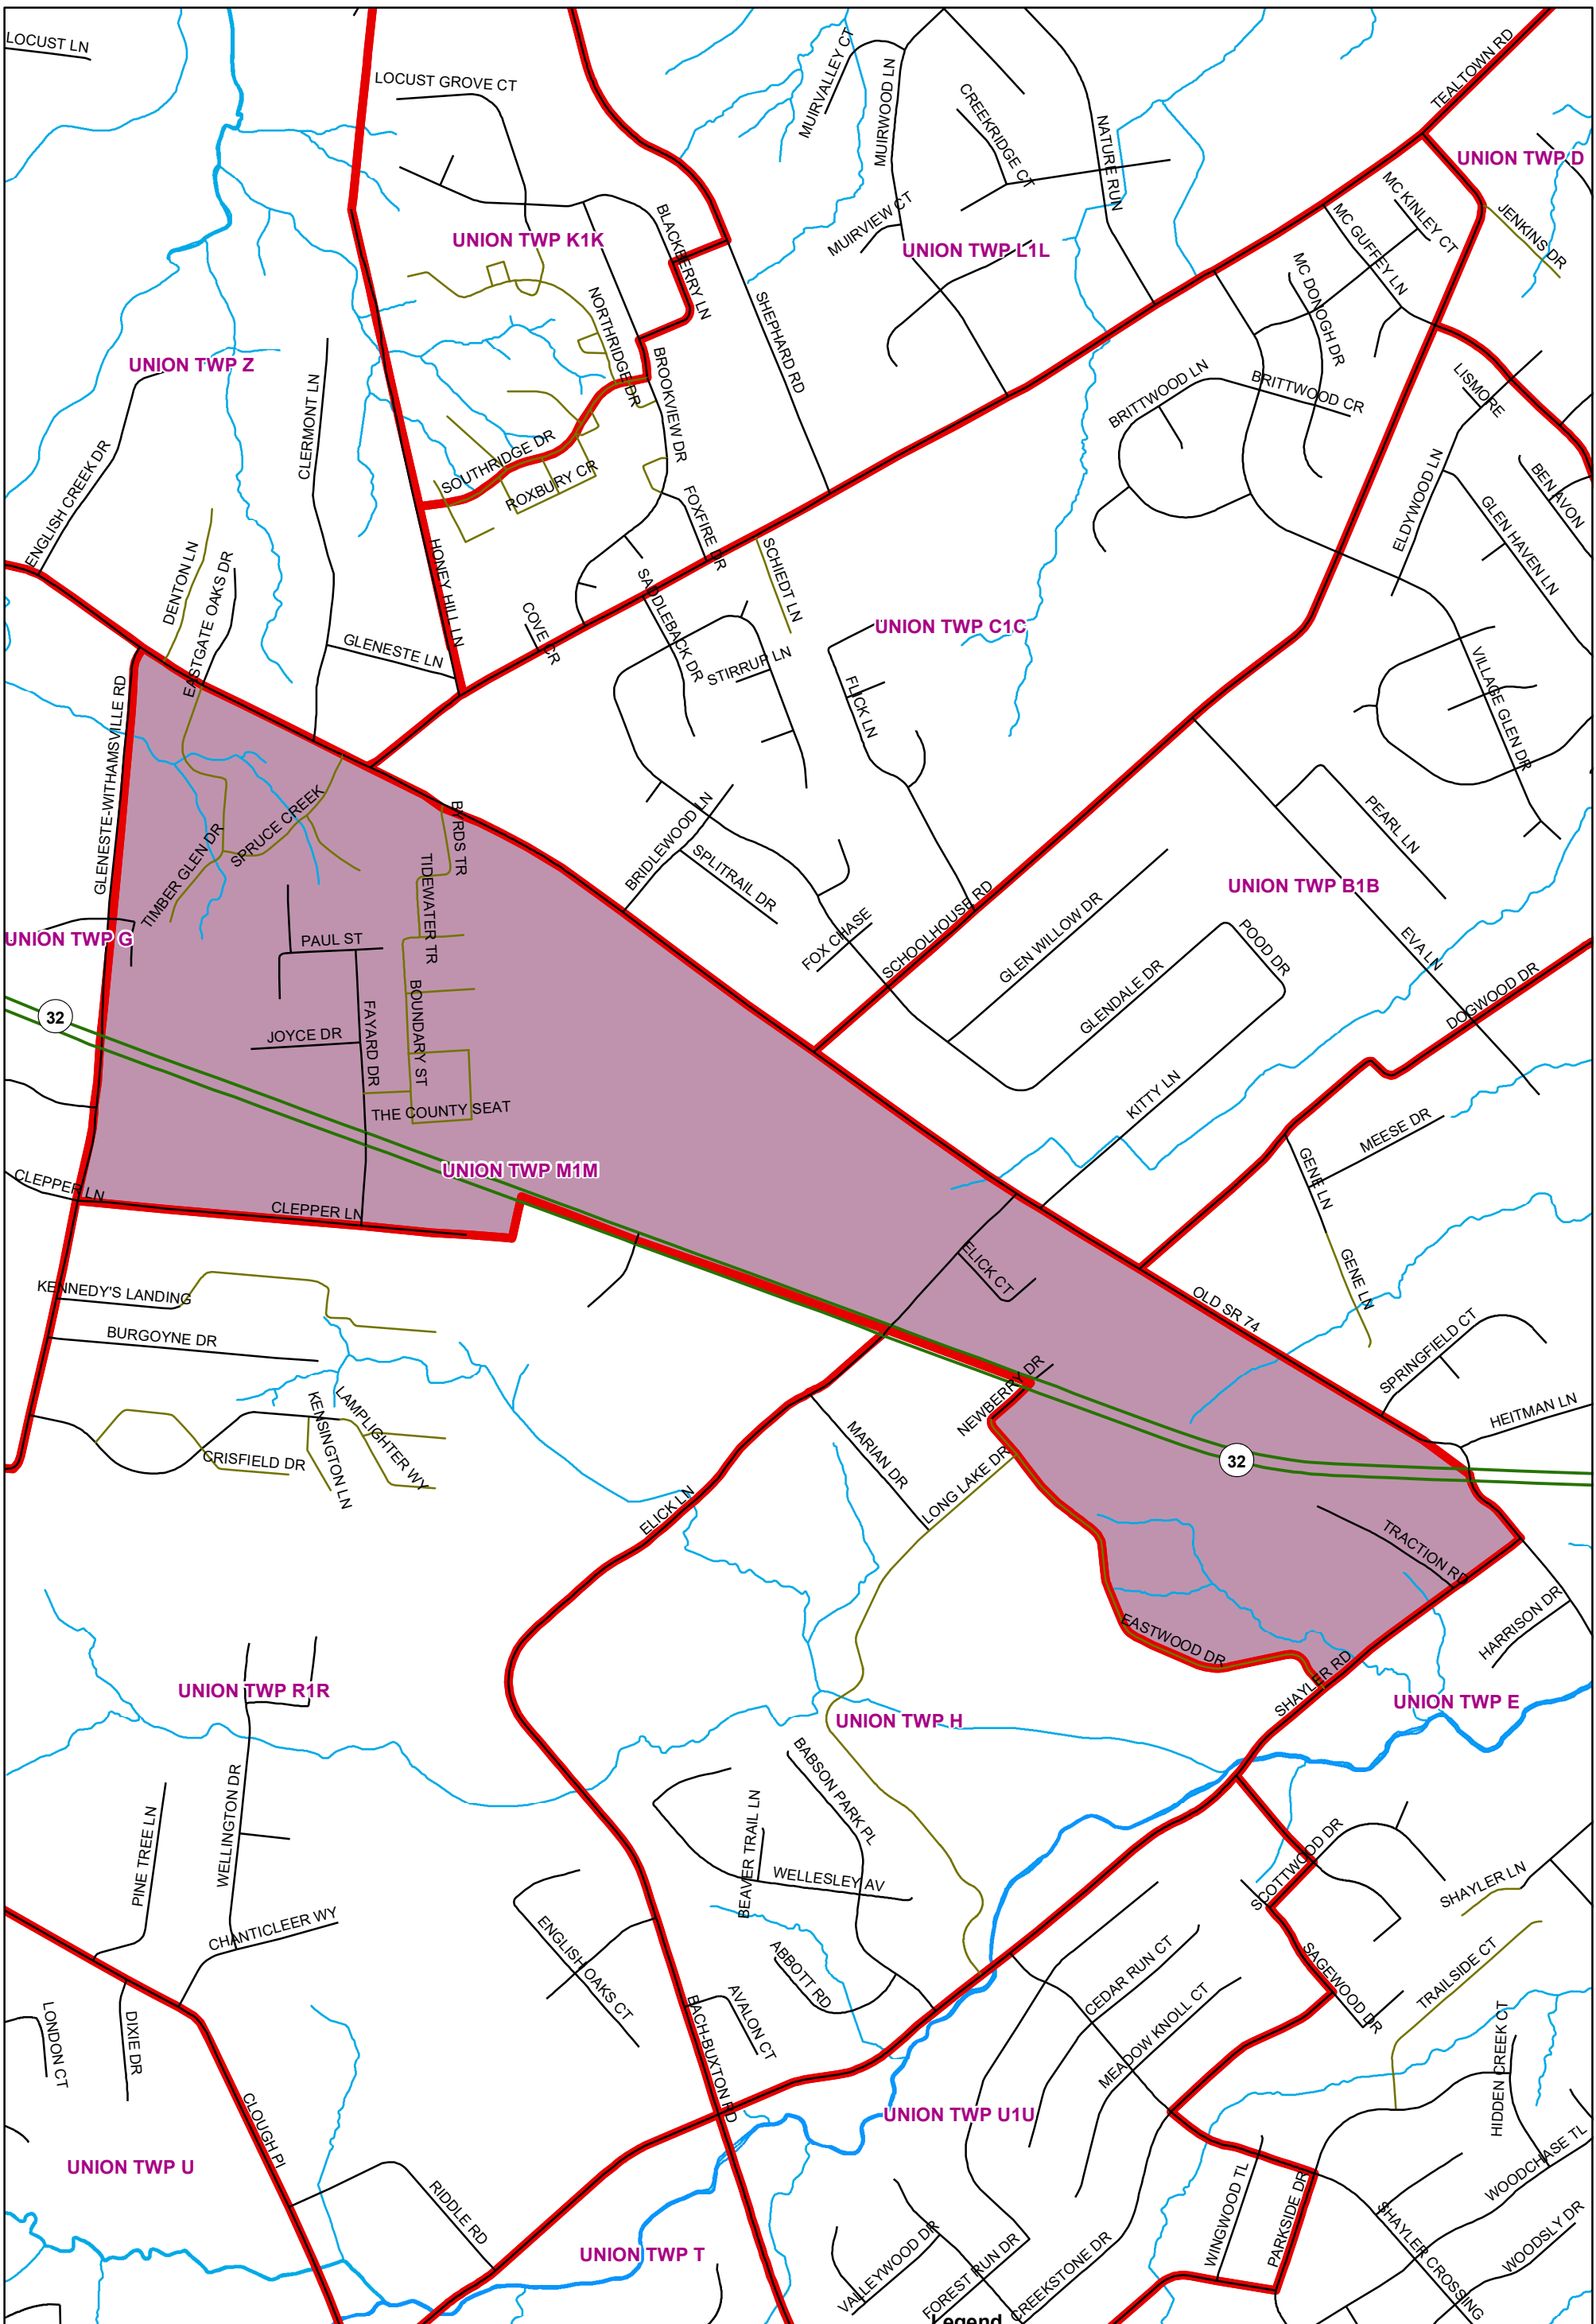 LOCUST LN
LOCUST GROVE CT
MUIRVALLEY CT
MUIRWOOD LN
CREEKRIDGE CT
NATURE RUN
TEALTOWN RD
UNION TWP D
JENKINS DR
MC KINLEY CT
MC GUFFEY LN
MC DONOGH DR
MUIRVIEW CT
UNION TWP L1L
UNION TWP K1K
BLACKBERRY LN
NORTHRIDGE DR
SHEPHARD RD
BROOKVIEW DR
UNION TWP Z
CLERMONT LN
ENGLISH CREEK DR
SOUTHRIDGE DR
ROXBURY CR
FOXFIRE DR
BRITTWOOD LN
BRITTWOOD CR
LISMORE
BEN AVON
ELDYWOOD LN
GLEN HAVEN LN
DENTON LN
EASTGATE OAKS DR
HONEY HILL LN
GLENESTE LN
COVE CR
SADDLEBACK DR
SCHIEDT LN
STIRRUP LN
UNION TWP C1C
FLICK LN
VILLAGE GLEN DR
GLENESTE-WITHAMSVILLE RD
TIMBER GLEN DR
SPRUCE CREEK
BYRDS TR
TIDEWATER TR
BRIDLEWOOD LN
SPLITRAIL DR
FOX CHASE
SCHOOLHOUSE RD
PEARL LN
UNION TWP B1B
GLEN WILLOW DR
POOD DR
GLENDALE DR
EVA LN
DOGWOOD DR
UNION TWP G
PAUL ST
32
JOYCE DR
FAYARD DR
BOUNDARY ST
THE COUNTY SEAT
KITTY LN
MEESE DR
GENE LN
GENE LN
UNION TWP M1M
CLEPPER LN
CLEPPER LN
ELICK CT
OLD SR 74
KENNEDY'S LANDING
BURGOYNE DR
SPRINGFIELD CT
HEITMAN LN
NEWBERRY DR
LAMPLIGHTER WY
KENSINGTON LN
CRISFIELD DR
MARIAN DR
LONG LAKE DR
32
ELICK LN
TRACTION RD
HARRISON DR
EASTWOOD DR
SHAYLER RD
UNION TWP R1R
UNION TWP H
UNION TWP E
BABSON PARK PL
PINE TREE LN
WELLINGTON DR
BEAVER TRAIL LN
WELLESLEY AV
SCOTTWOOD DR
SHAYLER LN
CHANTICLEER WY
ENGLISH OAKS CT
ABBOTT RD
AVALON CT
CEDAR RUN CT
SAGEWOOD DR
TRAILSIDE CT
MEADOW KNOLL CT
HIDDEN CREEK CT
LONDON CT
DIXIE DR
BACH-BUXTON RD
CLOUGH PI
UNION TWP U1U
UNION TWP U
RIDDLE RD
WINGWOOD TL
PARKSIDE DR
WOODCHASE TL
WOODSLY DR
SHAYLER CROSSING
UNION TWP T
VALLEYWOOD DR
FOREST RUN DR
CREEKSTONE DR
Legend